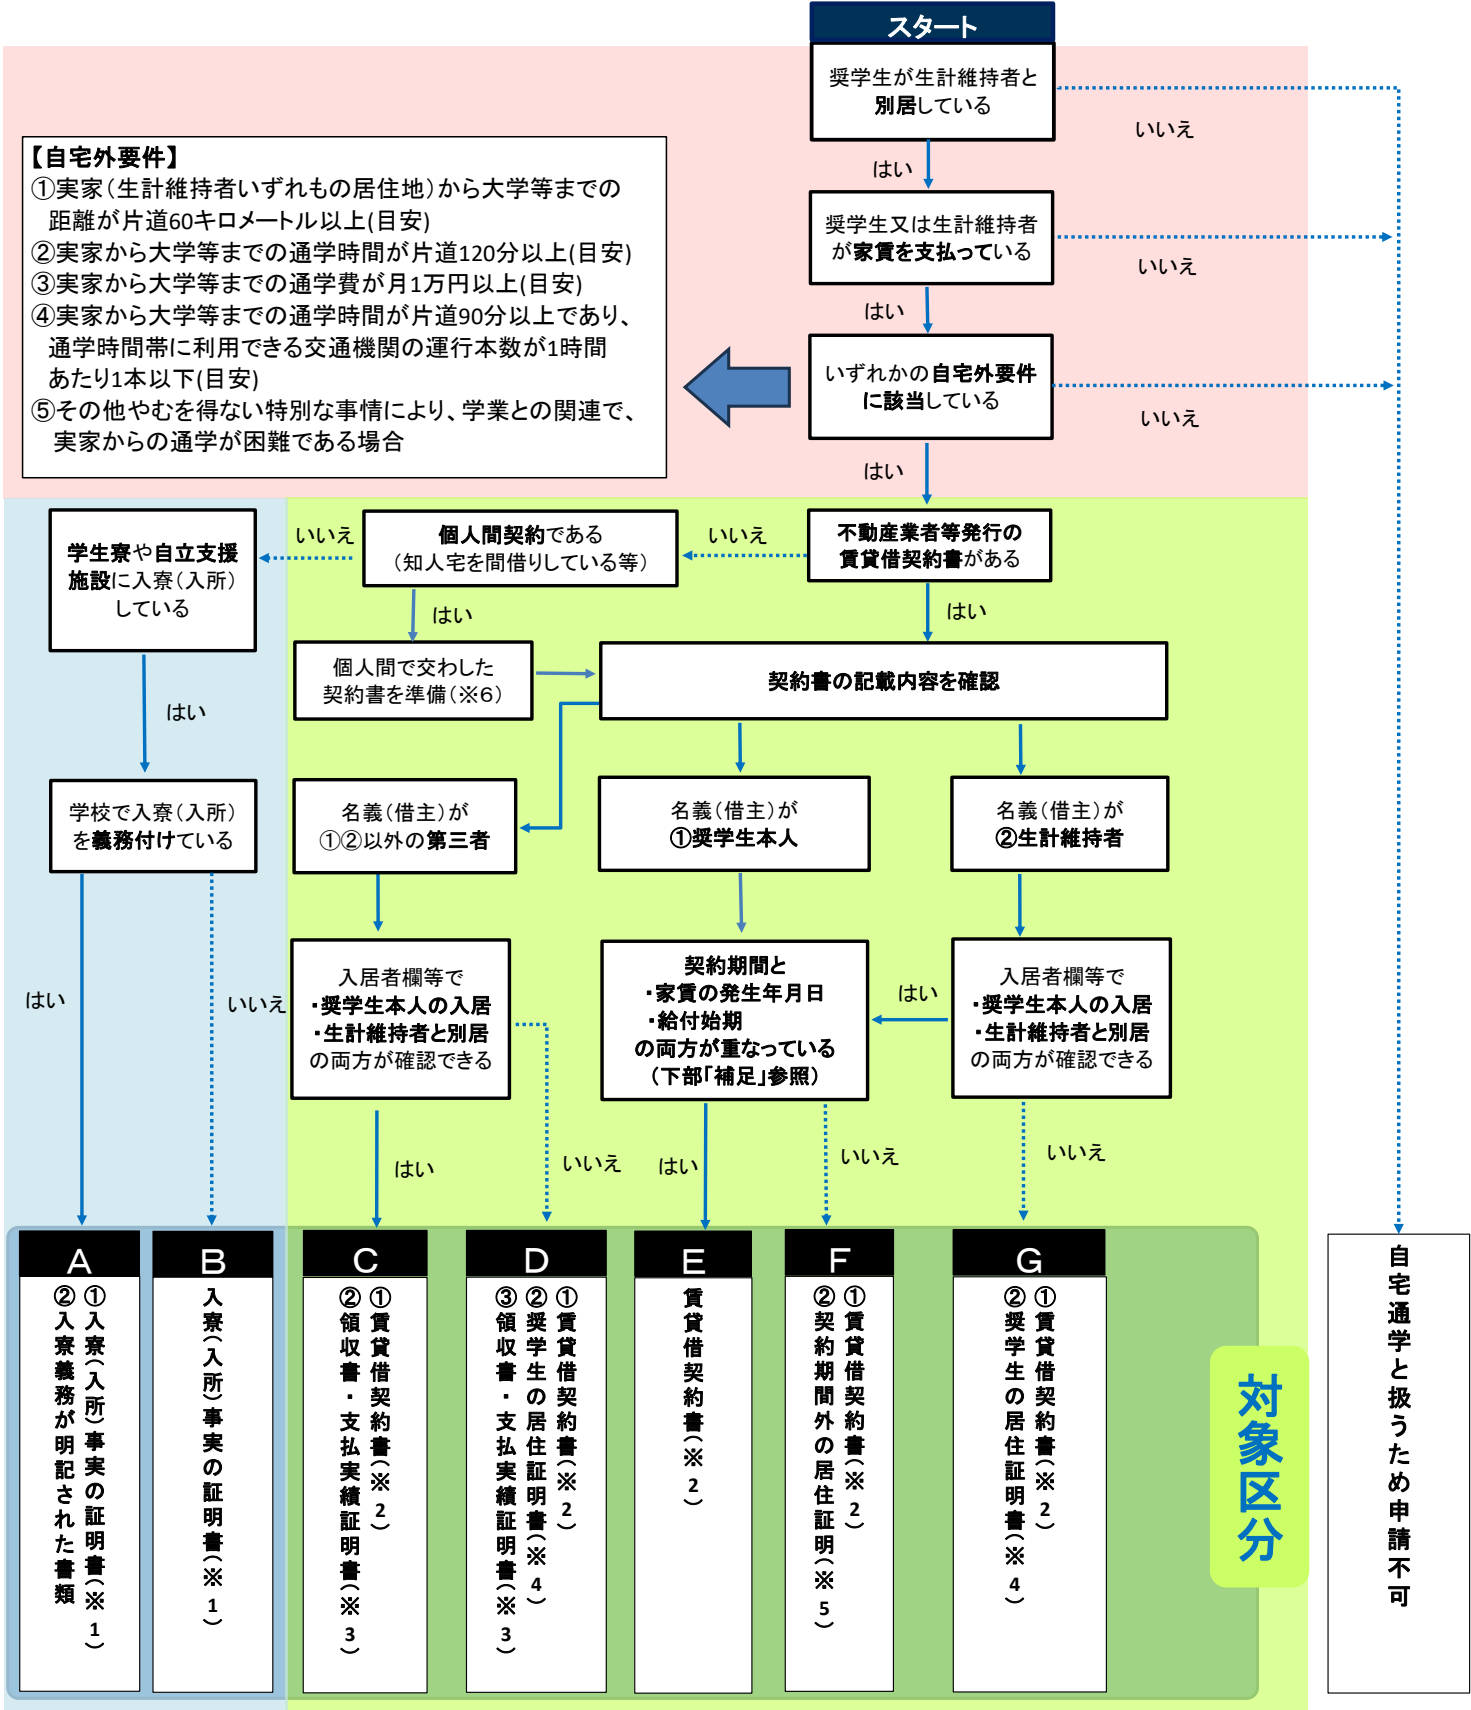 スタート
奨学生が生計維持者と
別居している
いいえ
はい
【自宅外要件】
①実家（生計維持者いずれもの居住地）から大学等までの
距離が片道60キロメートル以上(目安)
②実家から大学等までの通学時間が片道120分以上(目安)
③実家から大学等までの通学費が月1万円以上(目安)
④実家から大学等までの通学時間が片道90分以上であり、
通学時間帯に利用できる交通機関の運行本数が1時間
あたり1本以下(目安)
⑤その他やむを得ない特別な事情により、学業との関連で、
実家からの通学が困難である場合
奨学生又は生計維持者
が家賃を支払っている
いいえ
はい
いずれかの自宅外要件
に該当している
いいえ
はい
不動産業者等発行の
賃貸借契約書がある
いいえ
はい
個人間契約である
（知人宅を間借りしている等）
いいえ
はい
学生寮や自立支援
施設に入寮（入所）
している
はい
個人間で交わした
契約書を準備（※６）
契約書の記載内容を確認
学校で入寮（入所）
を義務付けている
はい
いいえ
名義（借主）が
①②以外の第三者
名義（借主）が
①奨学生本人
名義（借主）が
②生計維持者
入居者欄等で
・奨学生本人の入居
・生計維持者と別居
の両方が確認できる
はい
いいえ
契約期間と
・家賃の発生年月日
・給付始期
の両方が重なっている
（下部「補足」参照）
はい
いいえ
はい
入居者欄等で
・奨学生本人の入居
・生計維持者と別居
の両方が確認できる
いいえ
A
①入寮（入所）事実の証明書（※1）
②入寮義務が明記された書類
B
入寮（入所）事実の証明書（※1）
C
①賃貸借契約書（※2）
②領収書・支払実績証明書（※3）
D
①賃貸借契約書（※2）
②奨学生の居住証明書（※4）
③領収書・支払実績証明書（※3）
E
賃貸借契約書（※2）
F
①賃貸借契約書（※2）
②契約期間外の居住証明（※5）
G
①賃貸借契約書（※2）
②奨学生の居住証明書（※4）
対象区分
自宅通学と扱うため申請不可